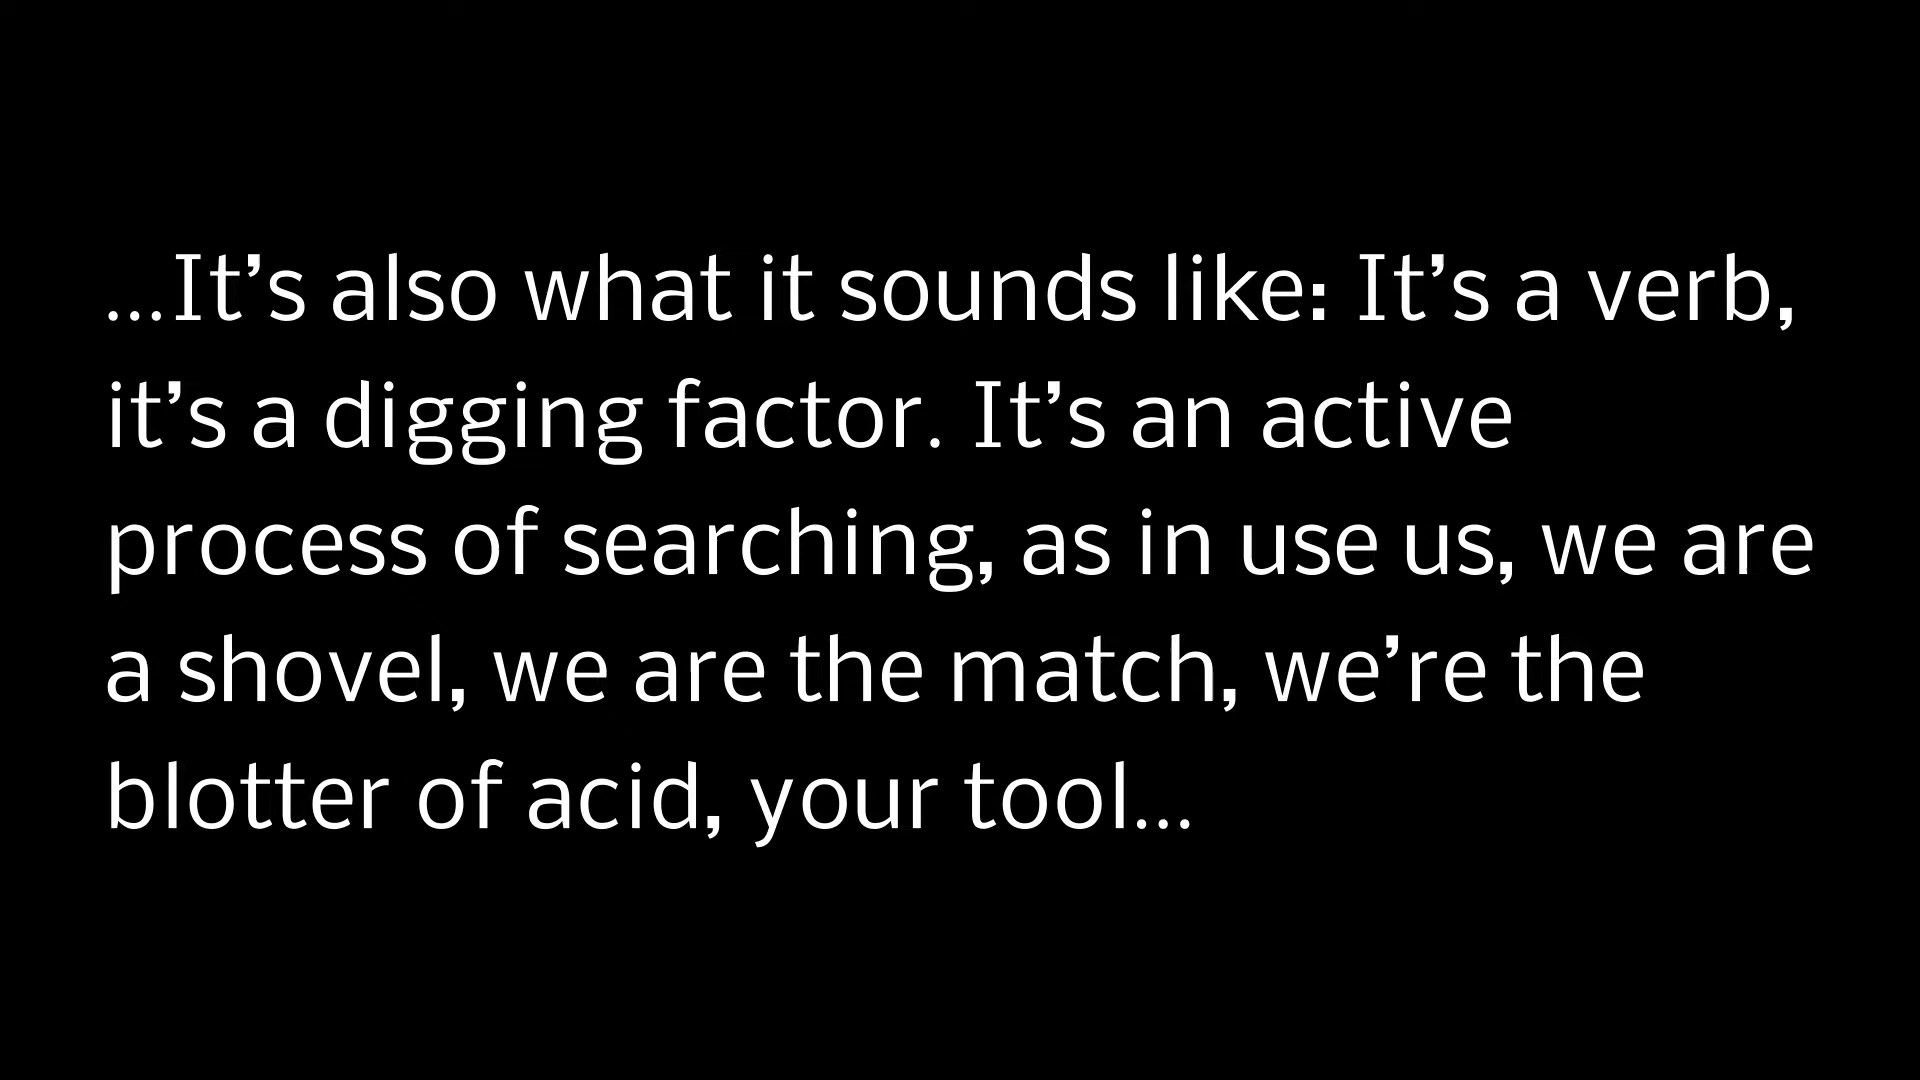 ...It’s also what it sounds like: It’s a verb,
it’s a digging factor. It’s an active
process of searching, as in use us, we are
a shovel, we are the match, we’re the
blotter of acid, your tool...